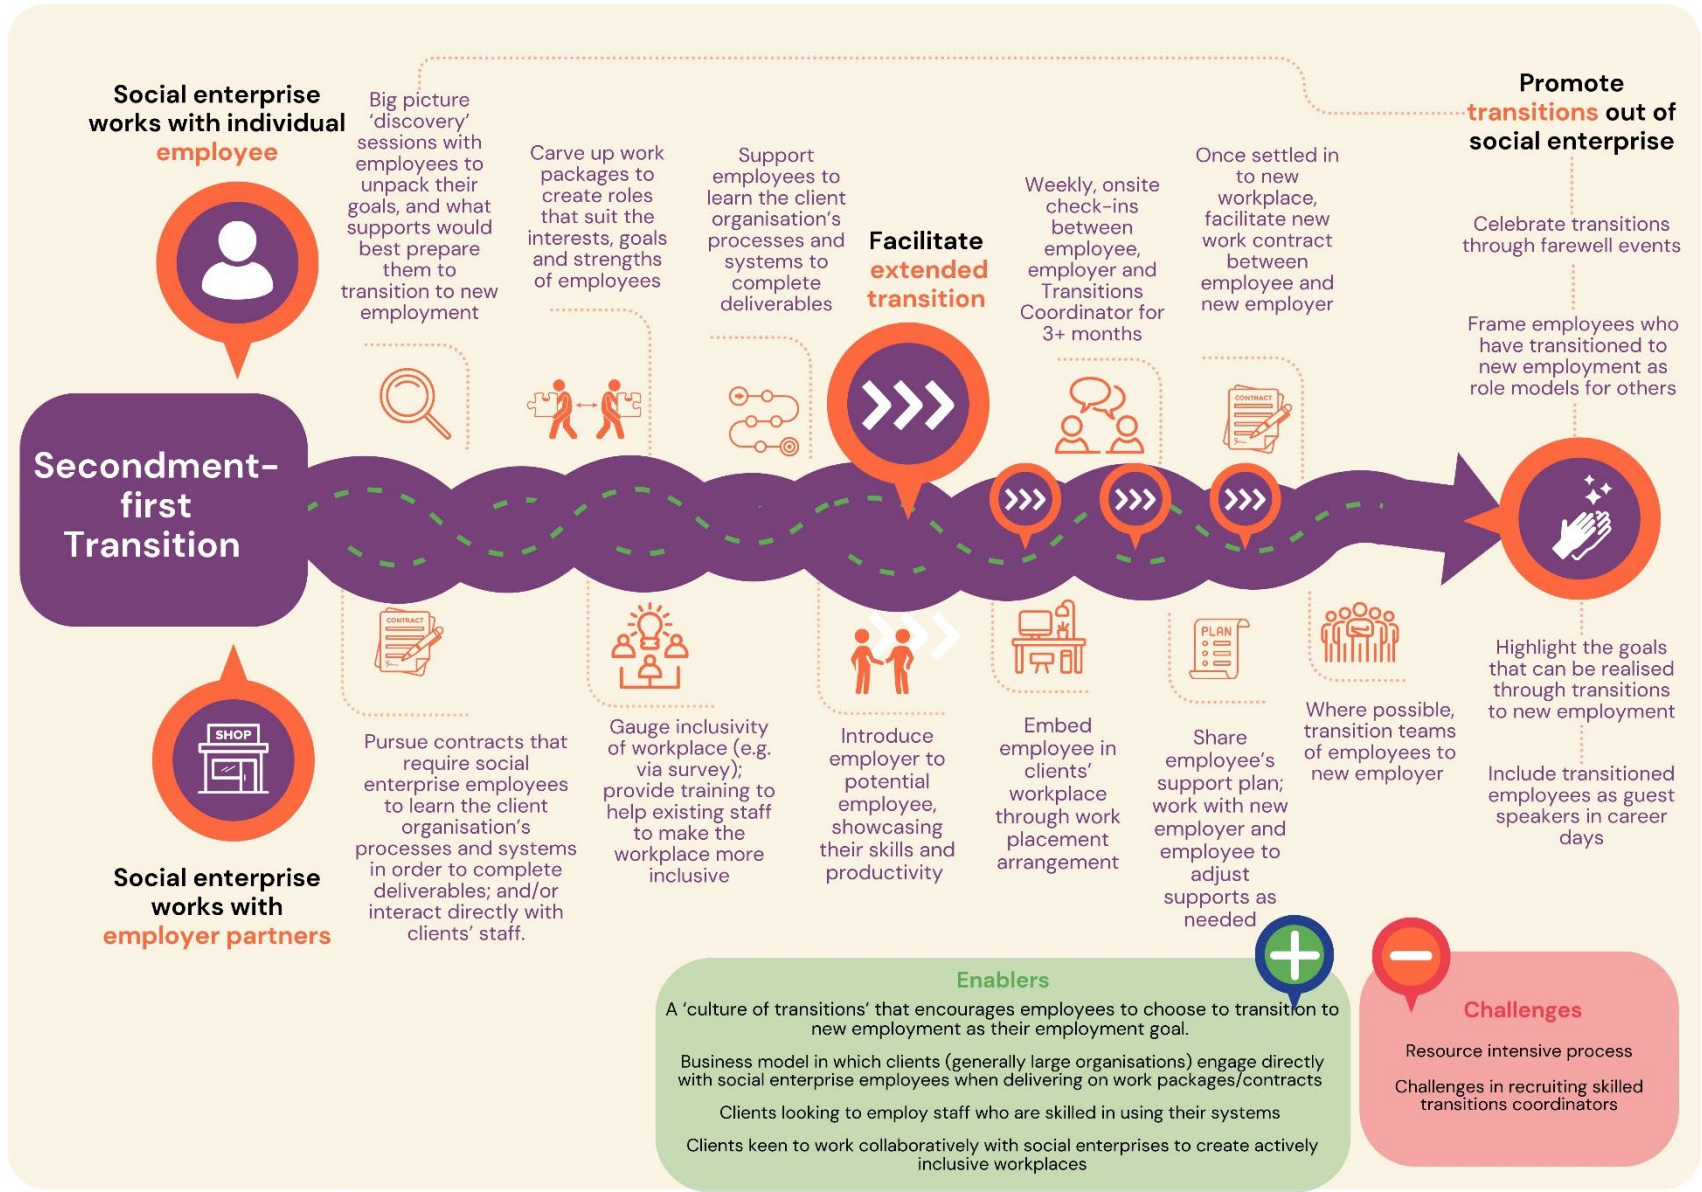 Social enterprise
works with individual
employee
Big picture
‘discovery’
sessions with
employees to
unpack their
goals, and what
supports would
best prepare
them to
transition to new
employment
Carve up work
packages to
create roles
that suit the
interests, goals
and strengths
of employees
Support
employees to
learn the client
organisation’s
processes and
systems to
complete
deliverables
Facilitate
extended
transition
Weekly, onsite
check-ins
between
employee,
employer and
Transitions
Coordinator for
3+ months
Once settled in
to new
workplace,
facilitate new
work contract
between
employee and
new employer
Promote
transitions out of
social enterprise
Celebrate transitions
through farewell events
Frame employees who
have transitioned to
new employment as
role models for others
CONTRACT
Secondment-
first
Transition
CONTRACT
PLAN
SHOP
Social enterprise
works with
employer partners
Pursue contracts that
require social
enterprise employees
to learn the client
organisation’s
processes and systems
in order to complete
deliverables; and/or
interact directly with
clients’ staff.
Gauge inclusivity
of workplace (e.g.
via survey);
provide training to
help existing staff
to make the
workplace more
inclusive
Introduce
employer to
potential
employee,
showcasing
their skills and
productivity
Embed
employee in
clients’
workplace
through work
placement
arrangement
Share
employee’s
support plan;
work with new
employer and
employee to
adjust
supports as
needed
Where possible,
transition teams
of employees to
new employer
Highlight the goals
that can be realised
through transitions
to new employment
Include transitioned
employees as guest
speakers in career
days
Enablers
A ‘culture of transitions’ that encourages employees to choose to transition to
new employment as their employment goal.
Business model in which clients (generally large organisations) engage directly
with social enterprise employees when delivering on work packages/contracts
Clients looking to employ staff who are skilled in using their systems
Clients keen to work collaboratively with social enterprises to create actively
inclusive workplaces
Challenges
Resource intensive process
Challenges in recruiting skilled
transitions coordinators